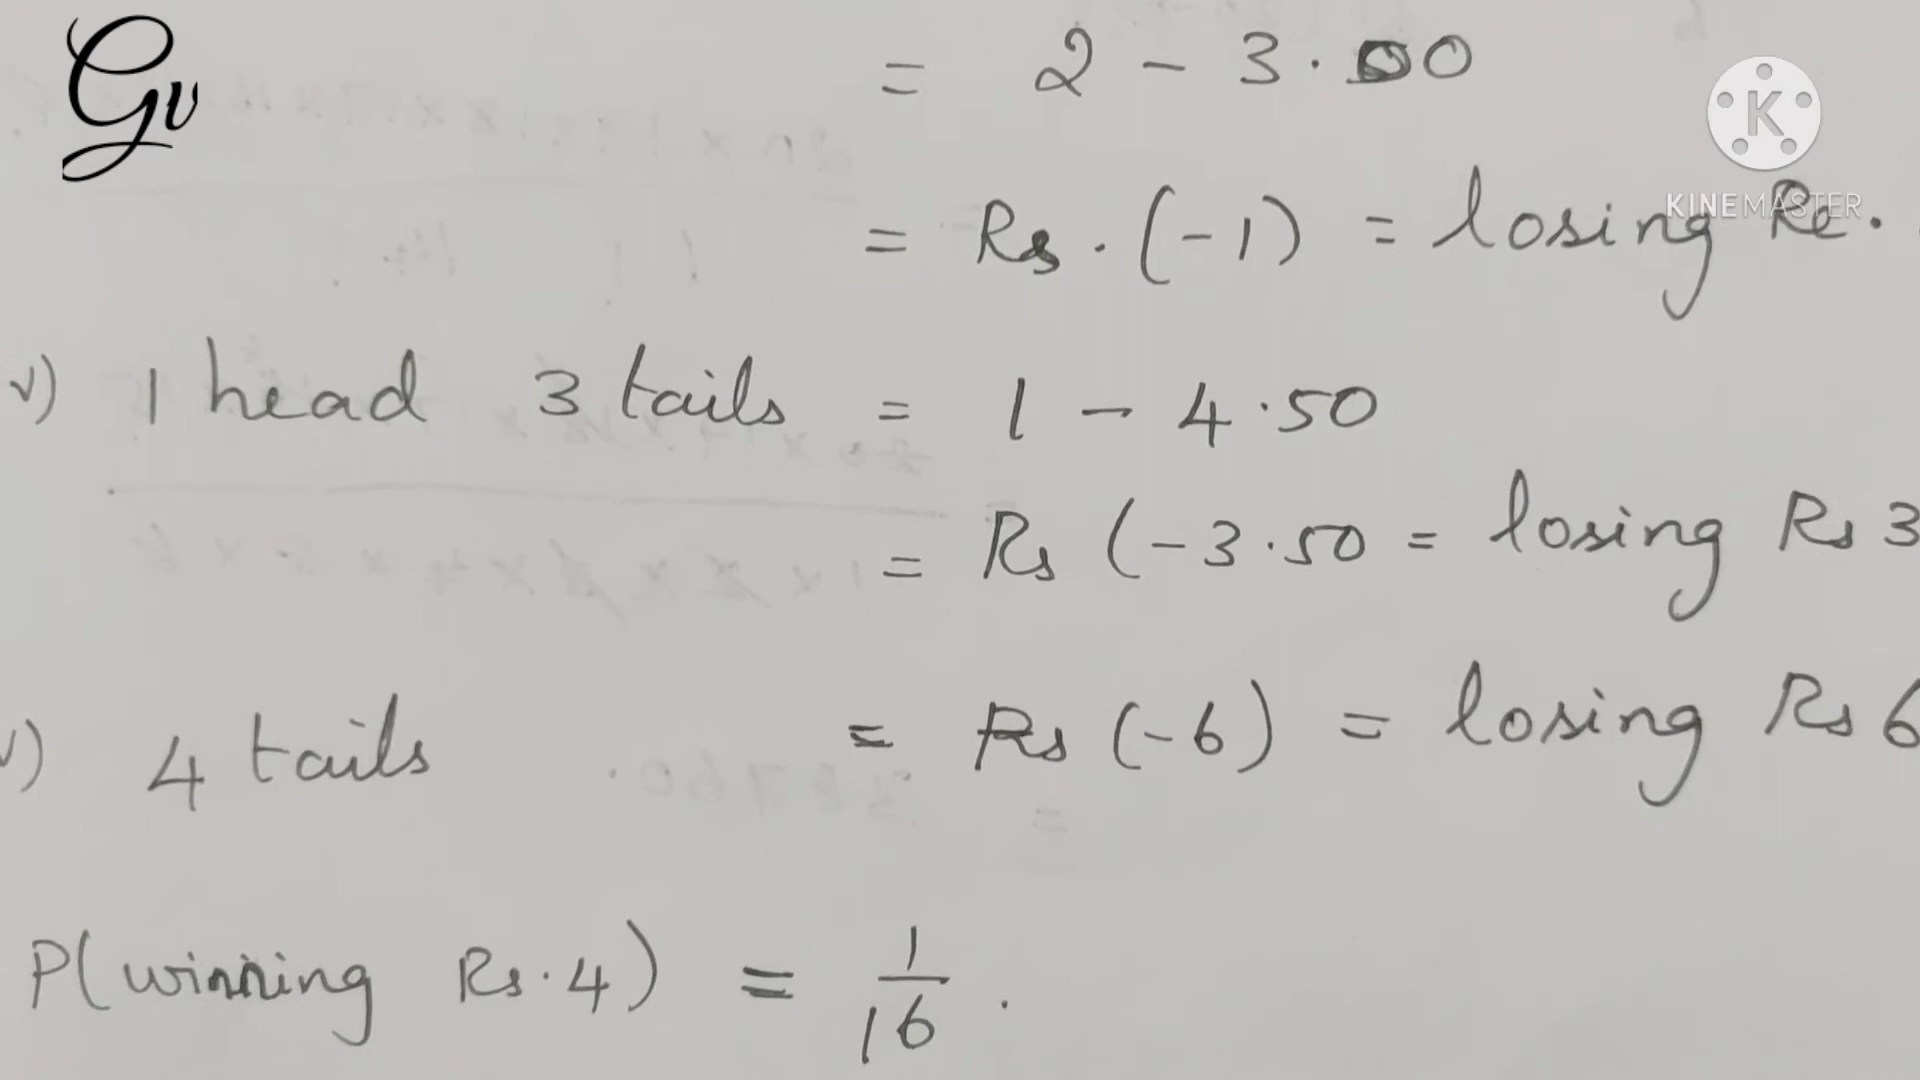 Gv
= 2 - 3.00
KINEMASTER
= Rs. (-1) = losing Re.
v) 1 head 3 tails = 1 - 4.50
= Rs (-3.50 = losing Rs 3
v) 4 tails = Rs (-6) = losing Rs 6
P(winning Rs.4) = 1/16.